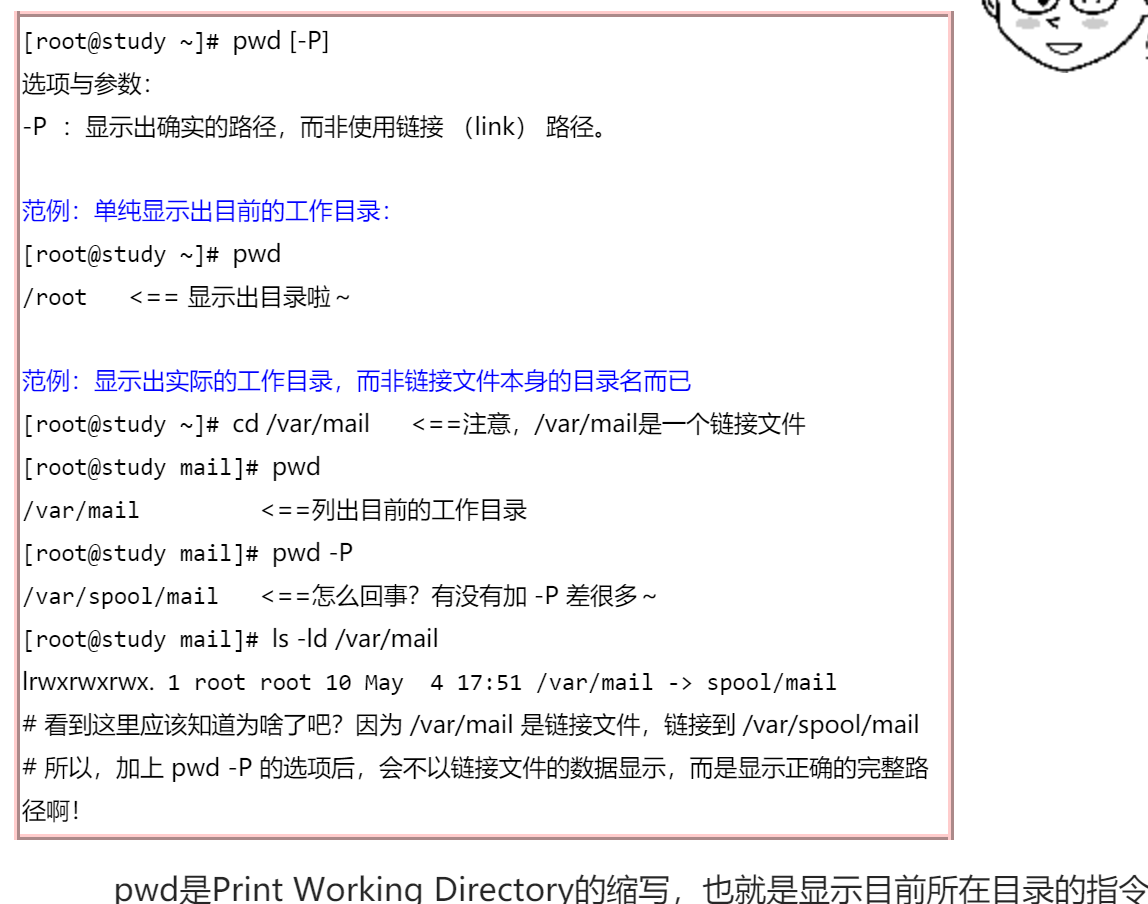 [root@study ~]# pwd [-P]
选项与参数：
-P ：显示出确实的路径，而非使用链接 （link） 路径。
范例：单纯显示出目前的工作目录：
[root@study ~]# pwd
/root   <== 显示出目录啦～
范例：显示出实际的工作目录，而非链接文件本身的目录名而已
[root@study ~]# cd /var/mail   <==注意，/var/mail是一个链接文件
[root@study mail]# pwd
/var/mail         <==列出目前的工作目录
[root@study mail]# pwd -P
/var/spool/mail   <==怎么回事？有没有加 -P 差很多～
[root@study mail]# ls -ld /var/mail
lrwxrwxrwx. 1 root root 10 May  4 17:51 /var/mail -> spool/mail
# 看到这里应该知道为啥了吧？因为 /var/mail 是链接文件，链接到 /var/spool/mail
# 所以，加上 pwd -P 的选项后，会不以链接文件的数据显示，而是显示正确的完整路
径啊！
pwd是Print Working Directory的缩写，也就是显示目前所在目录的指令